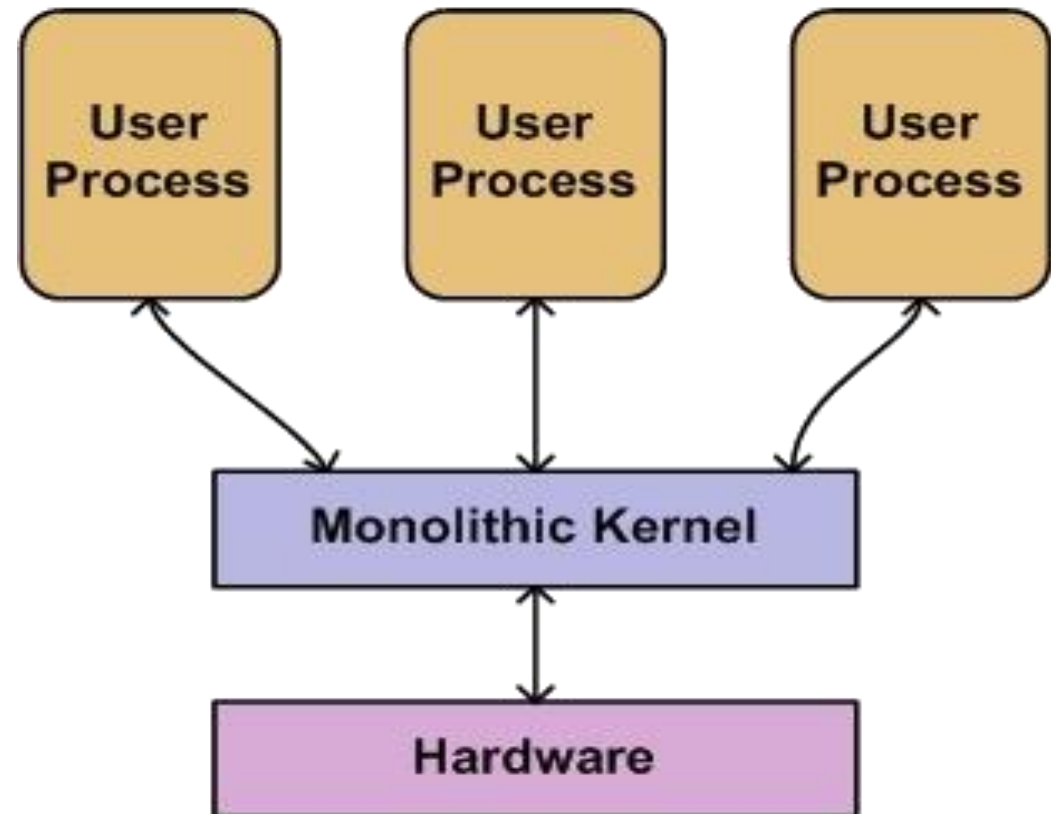 User
Process
User
Process
User
Process
Monolithic Kernel
Hardware